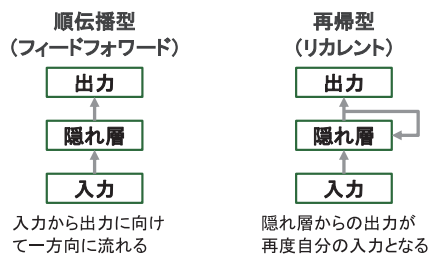 順伝播型
（フィードフォワード）
出力
隠れ層
入力
入力から出力に向け
て一方向に流れる
再帰型
（リカレント）
出力
隠れ層
入力
隠れ層からの出力が
再度自分の入力となる